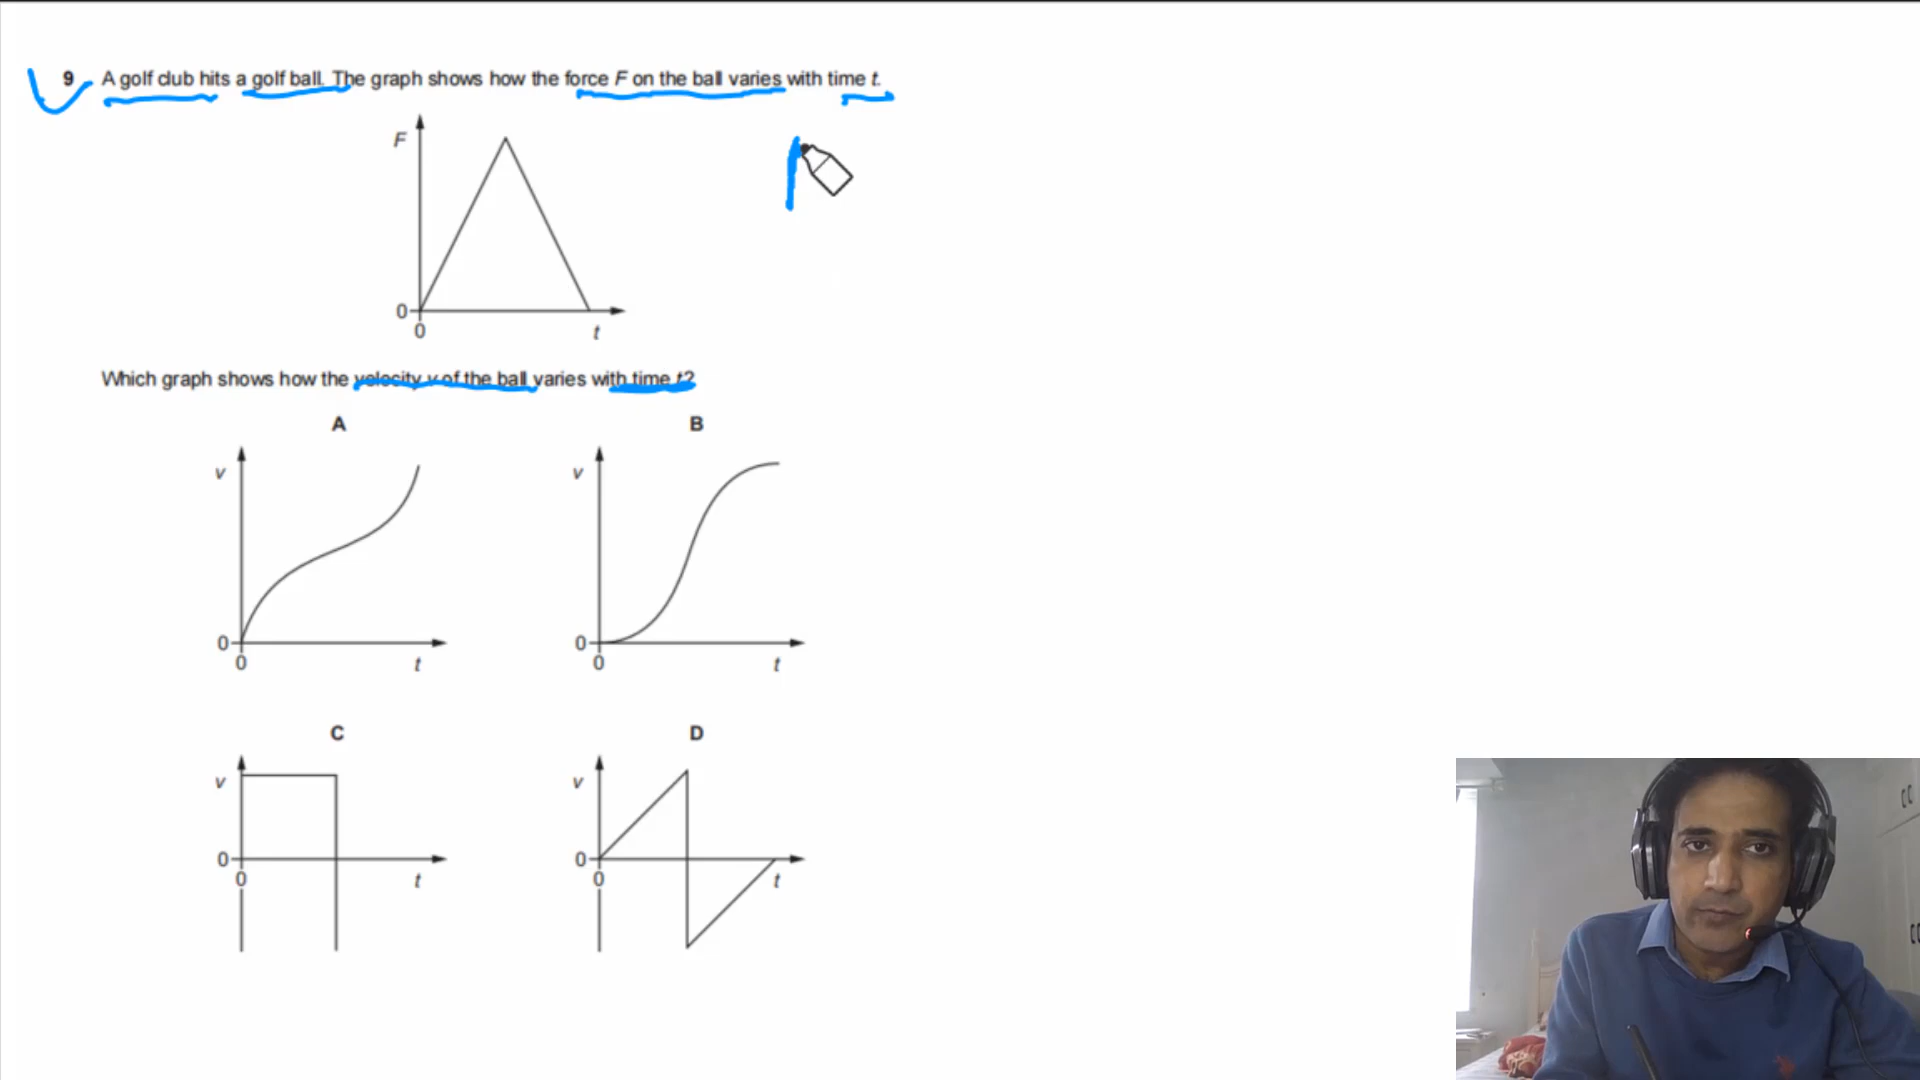 9 A golf club hits a golf ball. The graph shows how the force F on the ball varies with time t.
F
0
0
t
Which graph shows how the velocity v of the ball varies with time t?
A
B
v
v
0
0
0
t
0
t
C
D
v
v
0
0
0
t
0
t